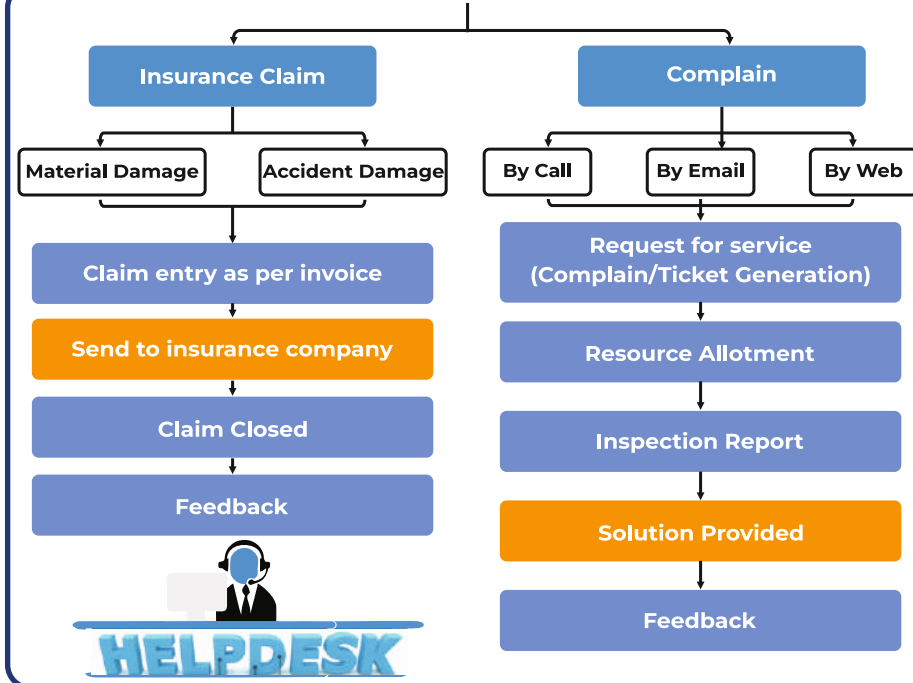 Insurance Claim
Complain
Material Damage
Accident Damage
By Call
By Email
By Web
Claim entry as per invoice
Send to insurance company
Claim Closed
Feedback
Request for service
(Complain/Ticket Generation)
Resource Allotment
Inspection Report
Solution Provided
Feedback
HELPDESK